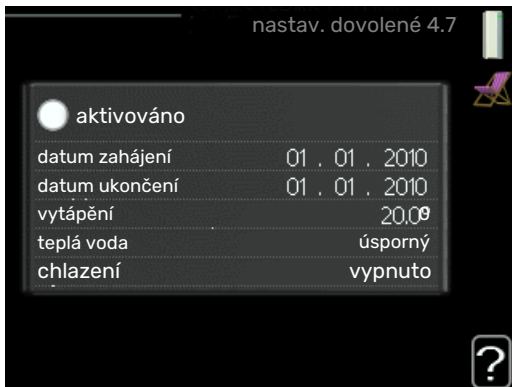 nastav. dovolené 4.7
aktivováno
datum zahájení 01 . 01 . 2010
datum ukončení 01 . 01 . 2010
vytápění 20,0°
teplá voda úsporný
chlazení vypnuto
?